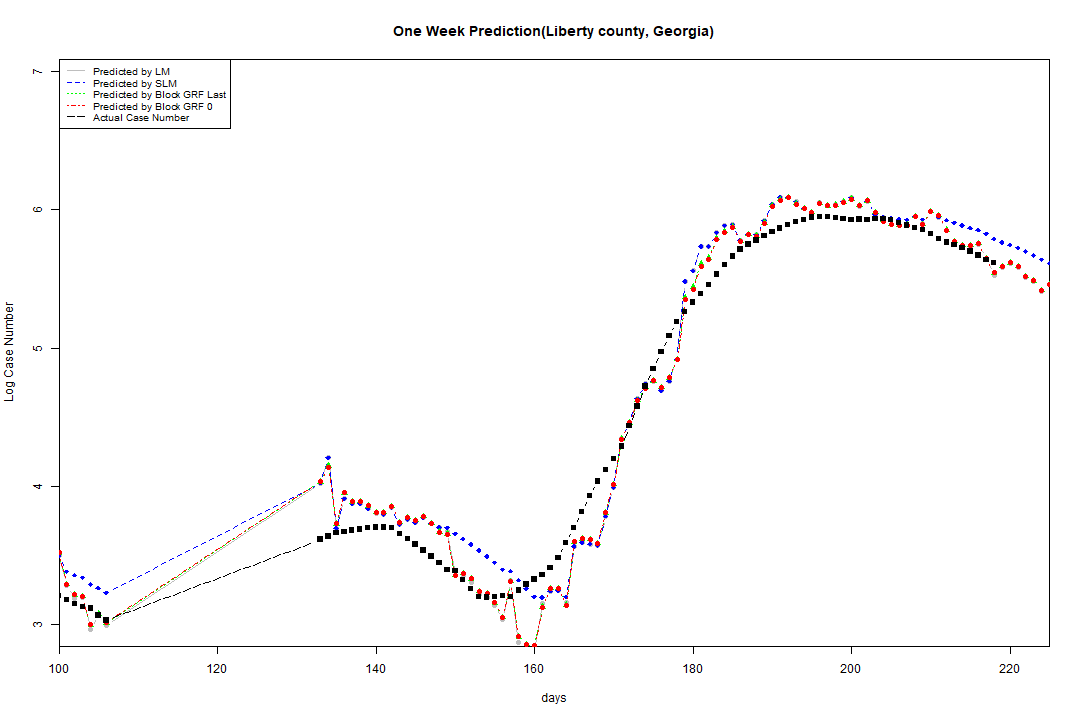 One Week Prediction(Liberty county, Georgia)
Predicted by LM
Predicted by SLM
Predicted by Block GRF Last
Predicted by Block GRF 0
Actual Case Number
7
6
5
4
3
Log Case Number
100 120 140 160 180 200 220
days